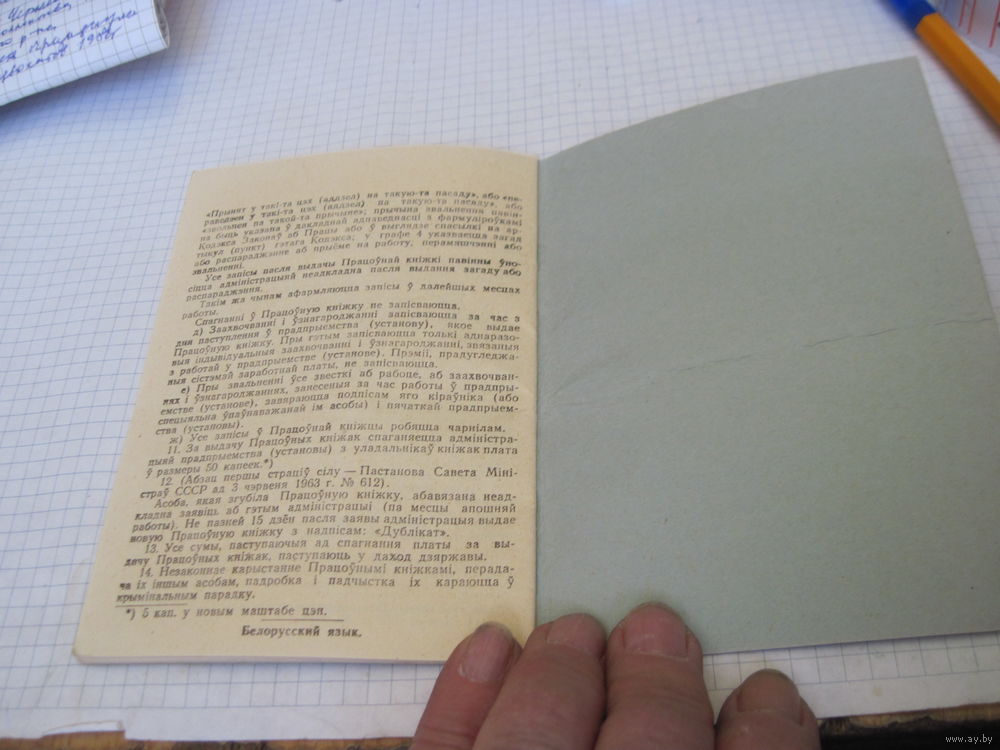 «Прынят у такі-та цэх (аддзел) на такую-та пасаду», або «пе-
раведзен у такі-та цэх (аддзел) на такую-та пасаду», або
«звольнен па такой-та прычыне»; прычына звальнення павін-
на быць указана ў дакладнай аднаведнасці з фармуліроўкамі
Кодэкса Законаў аб Працы або ў выглядзе спасылкі на ар-
тыкул (пункт) гэтага Кодэкса; у графе 4 указваецца загад
або распараджэнне аб прыёме на работу, перамяшчэнні або
звальненні.
Усе запісы пасля выдачы Працоўнай кніжкі павінны ўно-
сіцца адміністрацыяй неадкладна пасля выдання загаду або
распараджэння.
Такім жа чынам афармляюцца запісы ў далейшых месцах
работы.
Спагнанні ў Працоўную кніжку не запісваюцца.
д) Заахвочванні і ўзнагароджанні запісваюцца за час з
дня паступлення ў прадпрыемства (установу), якое выдае
Працоўную кніжку. Пры гэтым запісваюцца толькі аднаразо-
выя індывідуальныя заахвочванні і ўзнагароджанні, звязаныя
з работай у прадпрыемстве (установе). Прэміі, прадугледжа-
ныя сістэмай заработнай платы, не запісваюцца.
е) Пры звальненні ўсе звесткі аб рабоце, аб заахвочван-
нях і ўзнагароджаннях, занесеныя за час работы ў прадпры-
емстве (установе), завяраюцца подпісам яго кіраўніка (або
спецыяльна ўпаўнаважанай ім асобы) і пячаткай прадпрыем-
ства (установы).
ж) Усе запісы ў Працоўнай кніжцы робяцца чарнілам.
11. За выдачу Працоўных кніжак спаганяецца адміністра-
цыяй прадпрыемства (установы) з уладальнікаў кніжак плата
ў размеры 50 капеек.*)
12. (Абзац першы страціў сілу — Пастанова Савета Міні-
страў СССР ад 3 чэрвеня 1963 г. № 612).
Асоба, якая згубіла Працоўную кніжку, абавязана неад-
кладна заявіць аб гэтым адміністрацыі (па месцы апошняй
работы). Не пазней 15 дзён пасля заявы адміністрацыя выдае
новую Працоўную кніжку з надпісам: «Дублікат».
13. Усе сумы, паступаючыя ад спагнання платы за вы-
дачу Працоўных кніжак, паступаюць у даход дзяржавы.
14. Незаконнае карыстанне Працоўнымі кніжкамі, перада-
ча іх іншым асобам, падробка і падчыстка іх караюцца ў
крымінальным парадку.
*) 5 кап. у новым маштабе цэн.
Белорусский язык.
www.ay.by